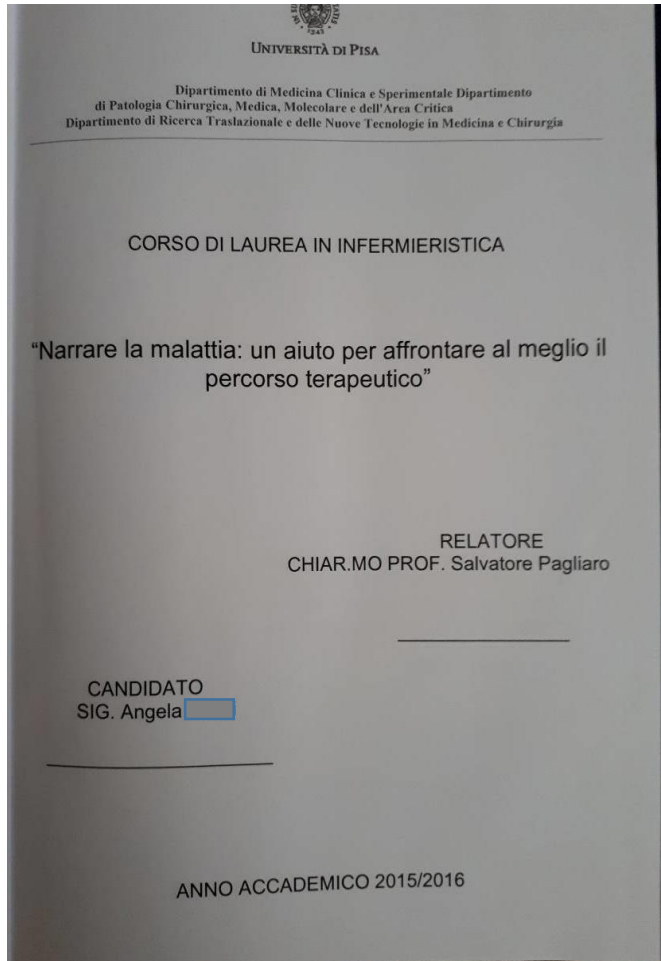 1343
UNIVERSITÀ DI PISA
Dipartimento di Medicina Clinica e Sperimentale Dipartimento
di Patologia Chirurgica, Medica, Molecolare e dell'Area Critica
Dipartimento di Ricerca Traslazionale e delle Nuove Tecnologie in Medicina e Chirurgia
CORSO DI LAUREA IN INFERMIERISTICA
“Narrare la malattia: un aiuto per affrontare al meglio il
percorso terapeutico”
RELATORE
CHIAR.MO PROF. Salvatore Pagliaro
CANDIDATO
SIG. Angela
ANNO ACCADEMICO 2015/2016